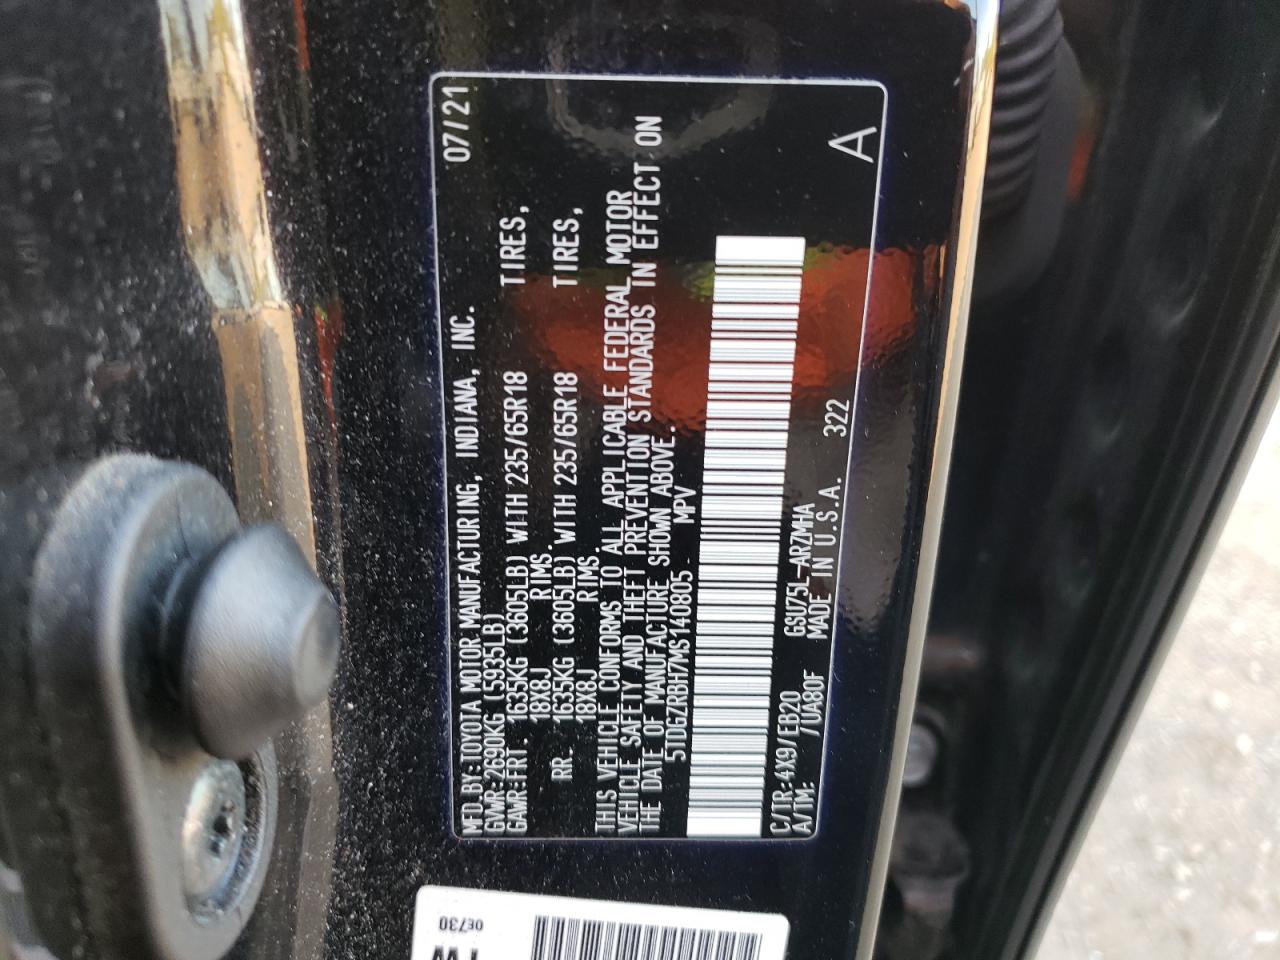 MFD.BY:TOYOTA MOTOR MANUFACTURING, INDIANA, INC. 07/21
GVWR:2690KG (5935LB)
GAWR:FRT. 1635KG (3605LB) WITH 235/65R18 TIRES,
18X8J RIMS.
RR. 1635KG (3605LB) WITH 235/65R18 TIRES,
18X8J RIMS.
THIS VEHICLE CONFORMS TO ALL APPLICABLE FEDERAL MOTOR
VEHICLE SAFETY AND THEFT PREVENTION STANDARDS IN EFFECT ON
THE DATE OF MANUFACTURE SHOWN ABOVE.
5TDGZRBH7MS140805 MPV
C/TR:4X9/EB20 GSU75L-ARZMHA
A/TM: /UA80F MADE IN U.S.A. 322
A
0E730